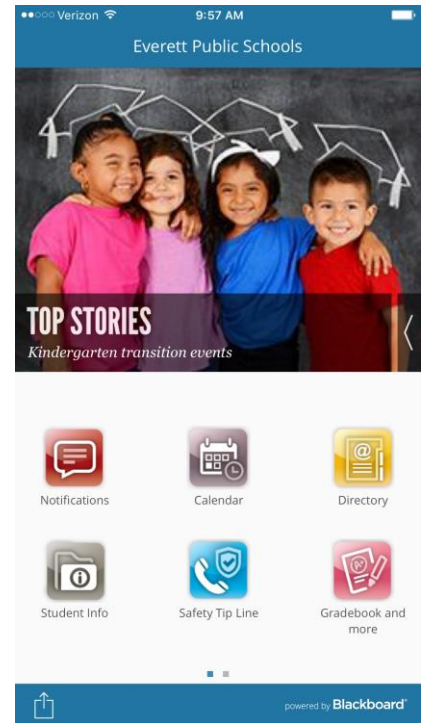 Verizon 9:57 AM
Everett Public Schools
TOP STORIES
Kindergarten transition events
Notifications Calendar Directory
Student Info Safety Tip Line Gradebook and
more
powered by Blackboard